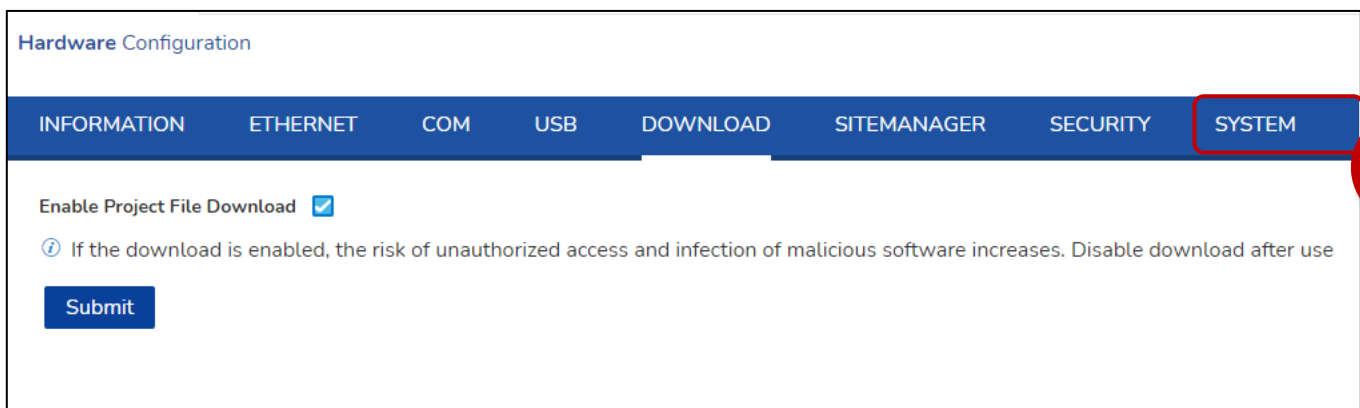 Hardware Configuration
INFORMATION ETHERNET COM USB DOWNLOAD SITEMANAGER SECURITY SYSTEM
Enable Project File Download
If the download is enabled, the risk of unauthorized access and infection of malicious software increases. Disable download after use
Submit